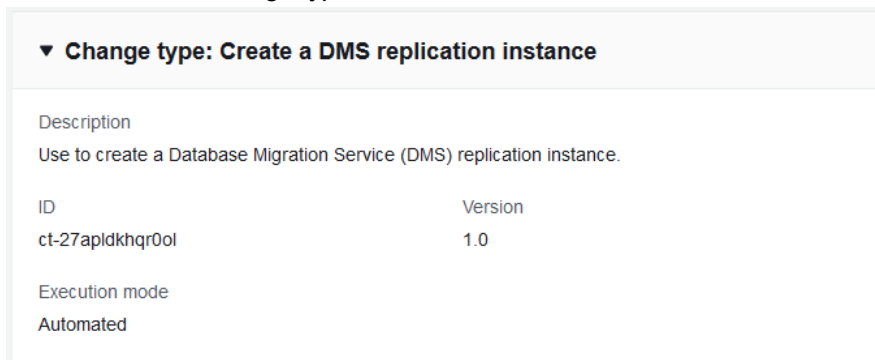 Change type: Create a DMS replication instance
Description
Use to create a Database Migration Service (DMS) replication instance.
ID
Version
ct-27apldkhqr0ol
1.0
Execution mode
Automated